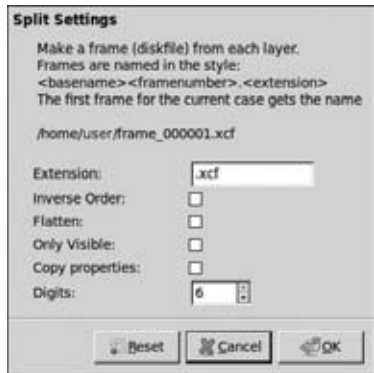 Split Settings
Make a frame (diskfile) from each layer.
Frames are named in the style:
<basename><framenumber>.<extension>
The first frame for the current case gets the name
/home/user/frame_000001.xcf
Extension: .xcf
Inverse Order:
Flatten:
Only Visible:
Copy properties:
Digits: 6
Reset Cancel OK